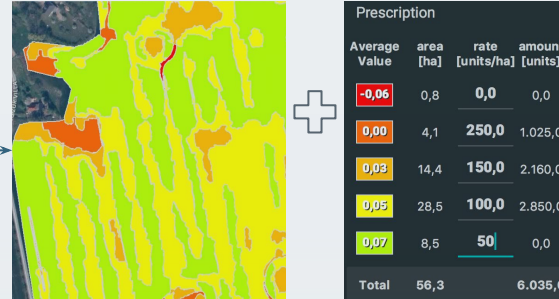 Prescription
Average Value area [ha] rate [units/ha] amoun [units]
-0,06 0,8 0,0 0,0
0,00 4,1 250,0 1.025,0
0,03 14,4 150,0 2.160,0
0,05 28,5 100,0 2.850,0
0,07 8,5 50 0,0
Total 56,3 6.035,